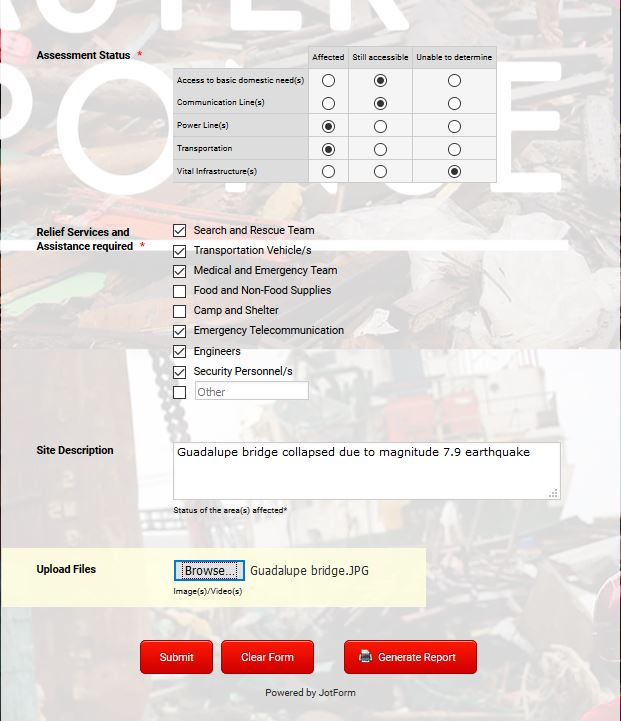 Assessment Status *
Affected Still accessible Unable to determine
Access to basic domestic need(s)
Communication Line(s)
Power Line(s)
Transportation
Vital Infrastructure(s)
Relief Services and
Assistance required *
Search and Rescue Team
Transportation Vehicle/s
Medical and Emergency Team
Food and Non-Food Supplies
Camp and Shelter
Emergency Telecommunication
Engineers
Security Personnel/s
Other
Site Description
Guadalupe bridge collapsed due to magnitude 7.9 earthquake
Status of the area(s) affected*
Upload Files
Browse... Guadalupe bridge.JPG
Image(s)/Video(s)
Submit Clear Form Generate Report
Powered by JotForm